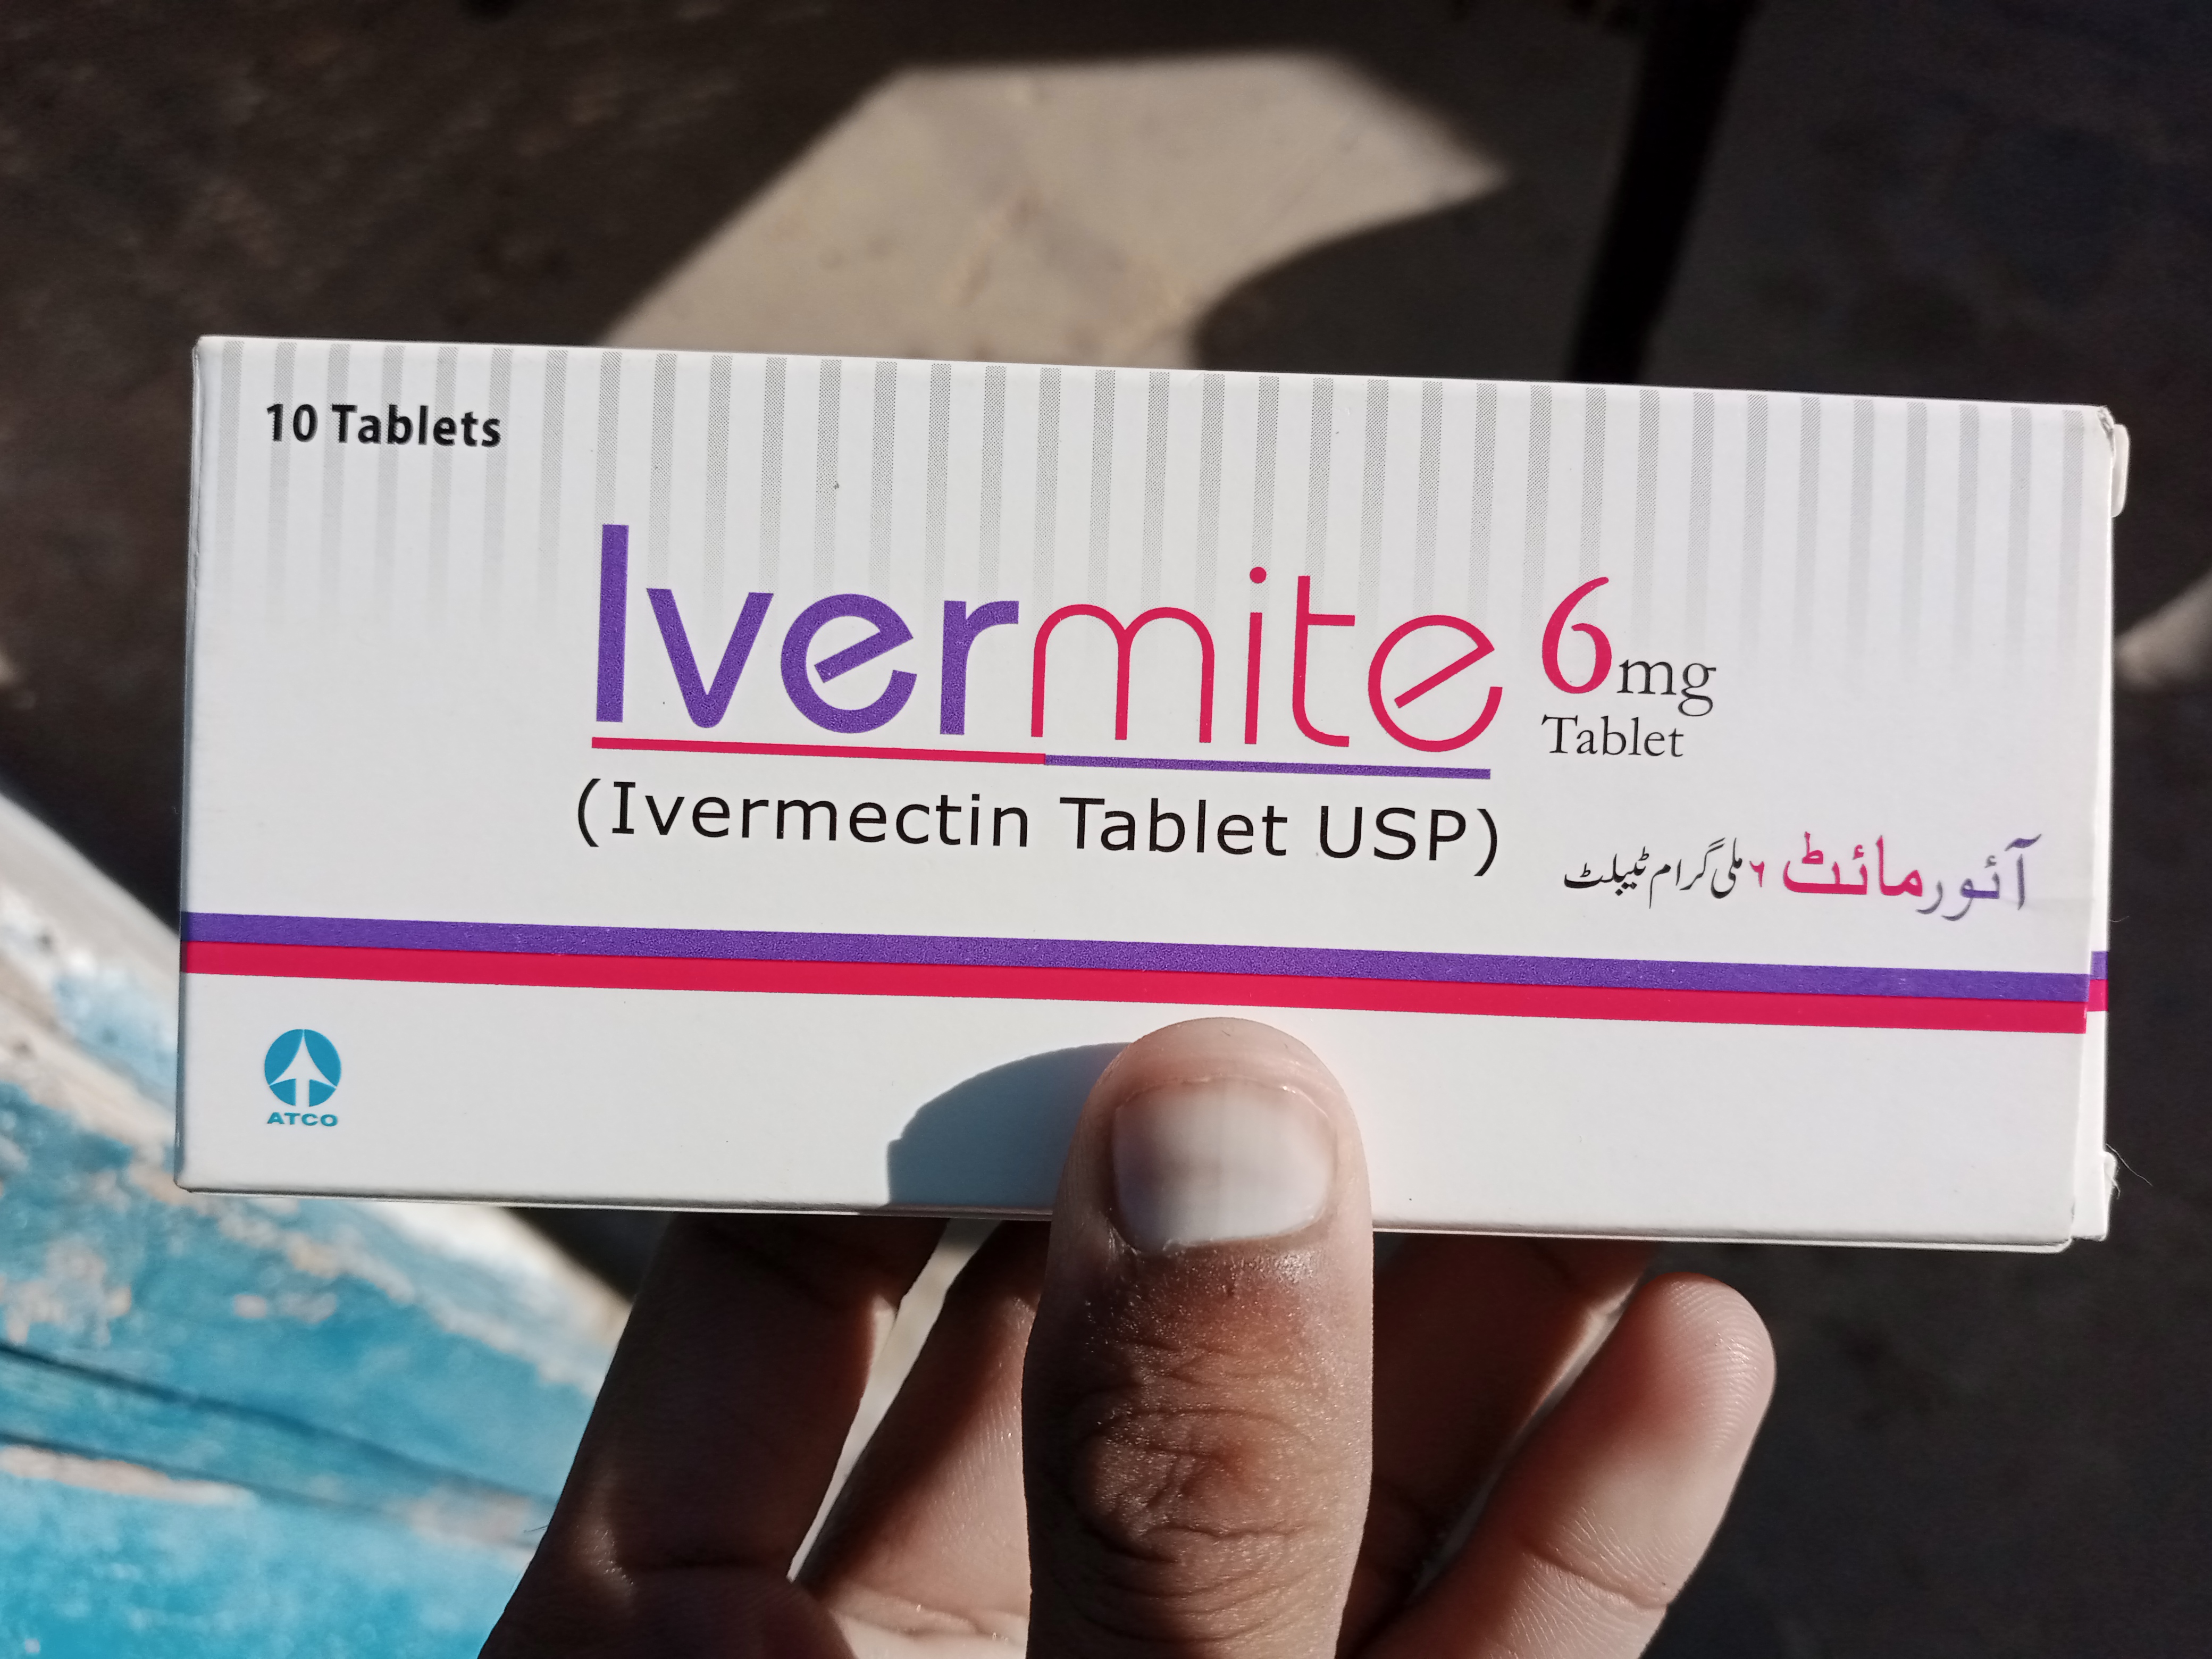 10 Tablets
Ivermite 6mg
Tablet
(Ivermectin Tablet USP)
آئورمائٹ ۶ ملی گرام ٹیبلٹ
ATCO